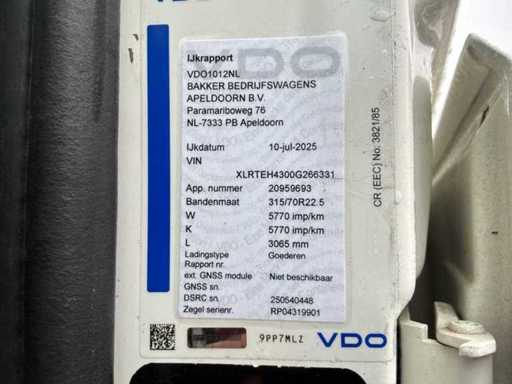 VDO
VDO
IJkrapport
VDO1012NL
BAKKER BEDRIJFSWAGENS
APELDOORN B.V.
Paramariboweg 76
NL-7333 PB Apeldoorn
IJkdatum 10-jul-2025
VIN
XLRTEH4300G266331
App. nummer 20959693
Bandenmaat 315/70R22.5
W 5770 imp/km
K 5770 imp/km
L 3065 mm
Ladingstype Goederen
Rapport nr.
ext. GNSS module Niet beschikbaar
GNSS sn.
DSRC sn. 250540448
Zegel serienr. RP04319901
CR (EEC) No. 3821/85
9PP7MLZ VDO